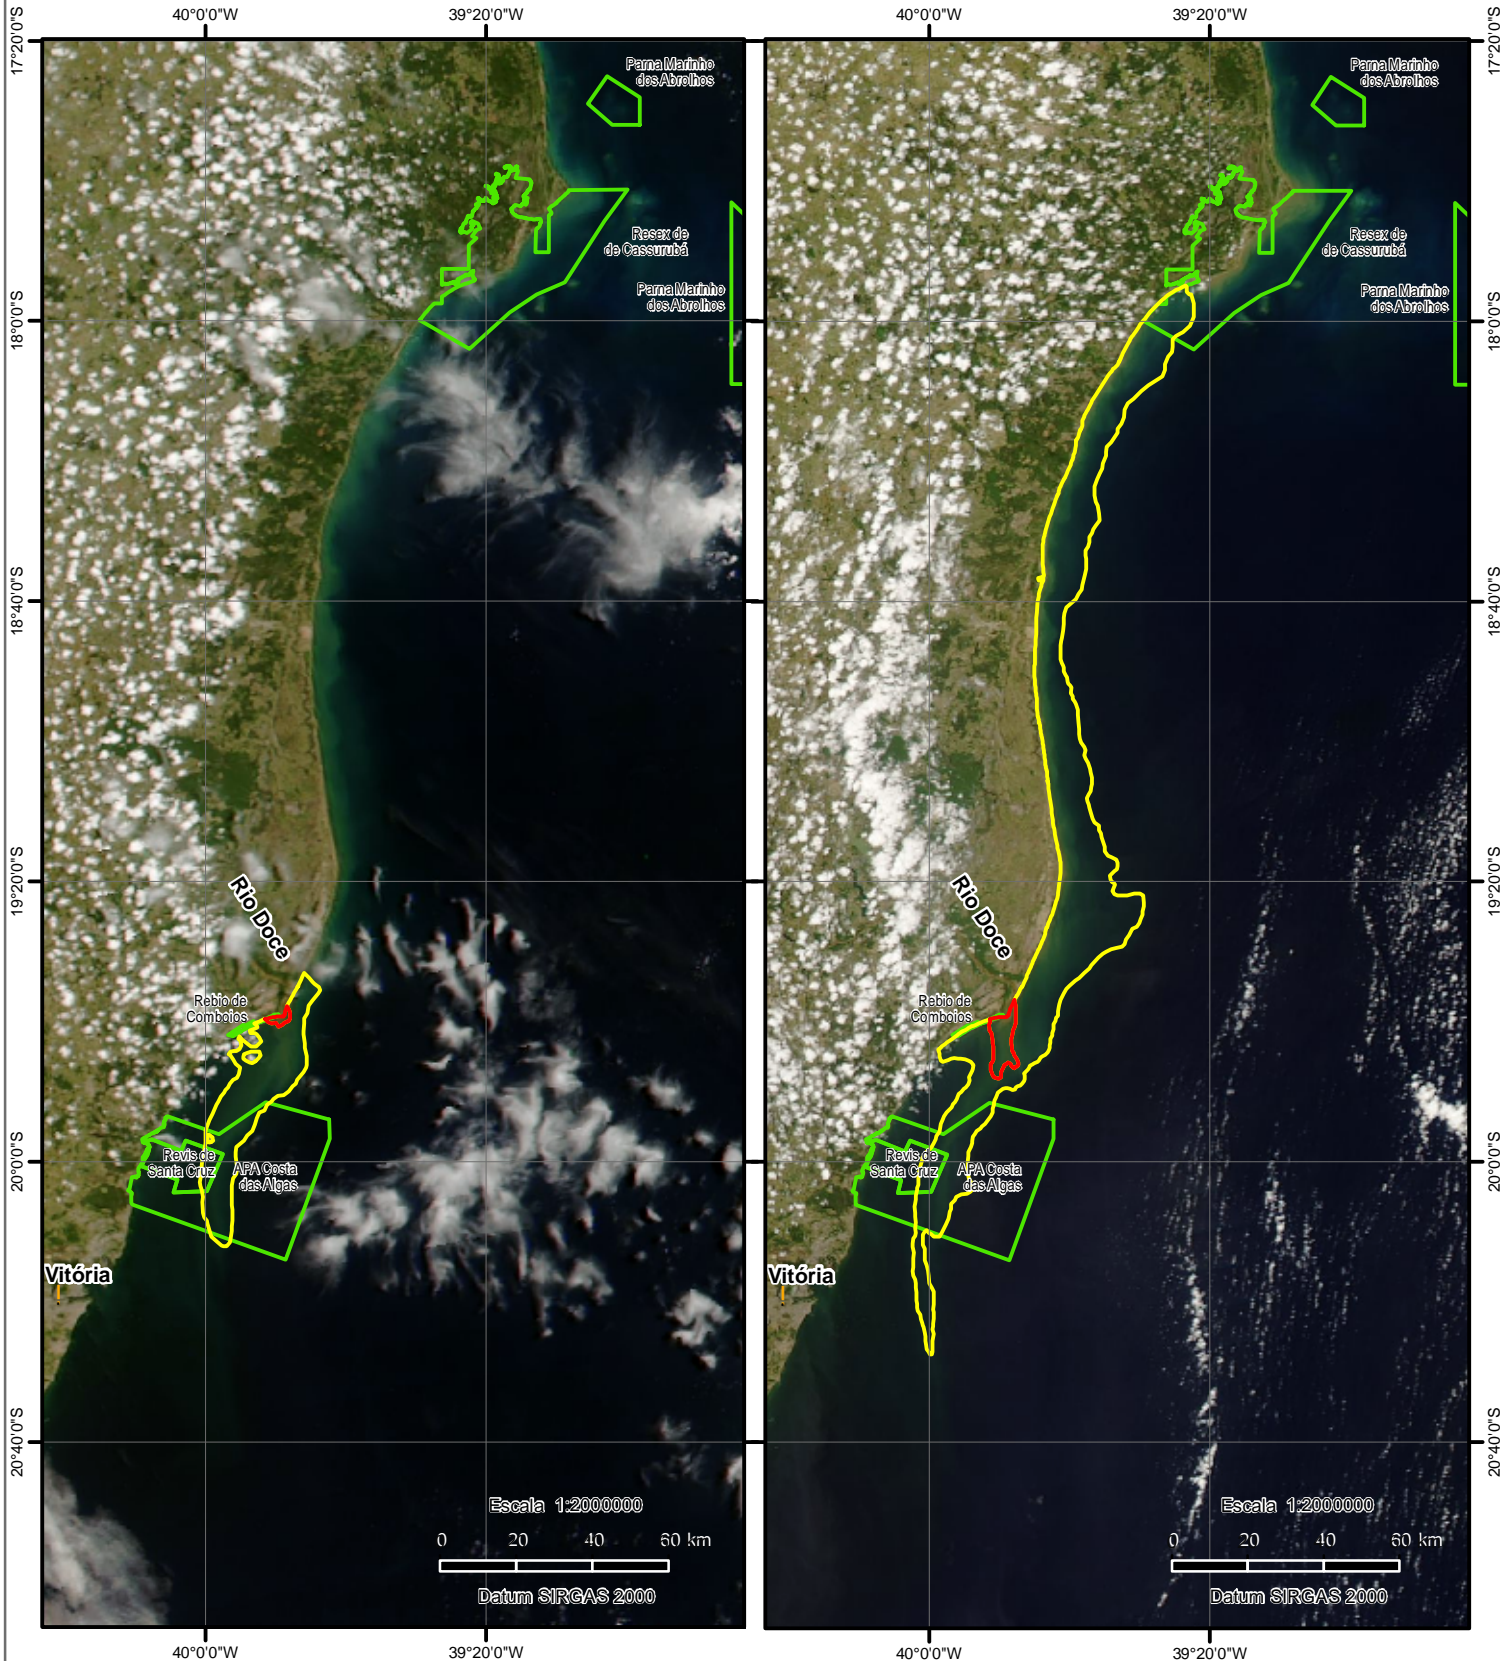 40°0'0"W
39°20'0"W
40°0'0"W
39°20'0"W
17°20'0"S
18°0'0"S
18°40'0"S
19°20'0"S
20°0'0"S
20°40'0"S
Parna Marinho
dos Abrolhos
Resex de
de Cassurubá
Parna Marinho
dos Abrolhos
Rio Doce
Rebio de
Comboios
Revis de
Santa Cruz
APA Costa
das Algas
Vitória
Escala 1:2000000
0 20 40 60 km
Datum SIRGAS 2000
Parna Marinho
dos Abrolhos
Resex de
de Cassurubá
Parna Marinho
dos Abrolhos
Rio Doce
Rebio de
Comboios
Revis de
Santa Cruz
APA Costa
das Algas
Vitória
Escala 1:2000000
0 20 40 60 km
Datum SIRGAS 2000
17°20'0"S
18°0'0"S
18°40'0"S
19°20'0"S
20°0'0"S
20°40'0"S
40°0'0"W
39°20'0"W
40°0'0"W
39°20'0"W